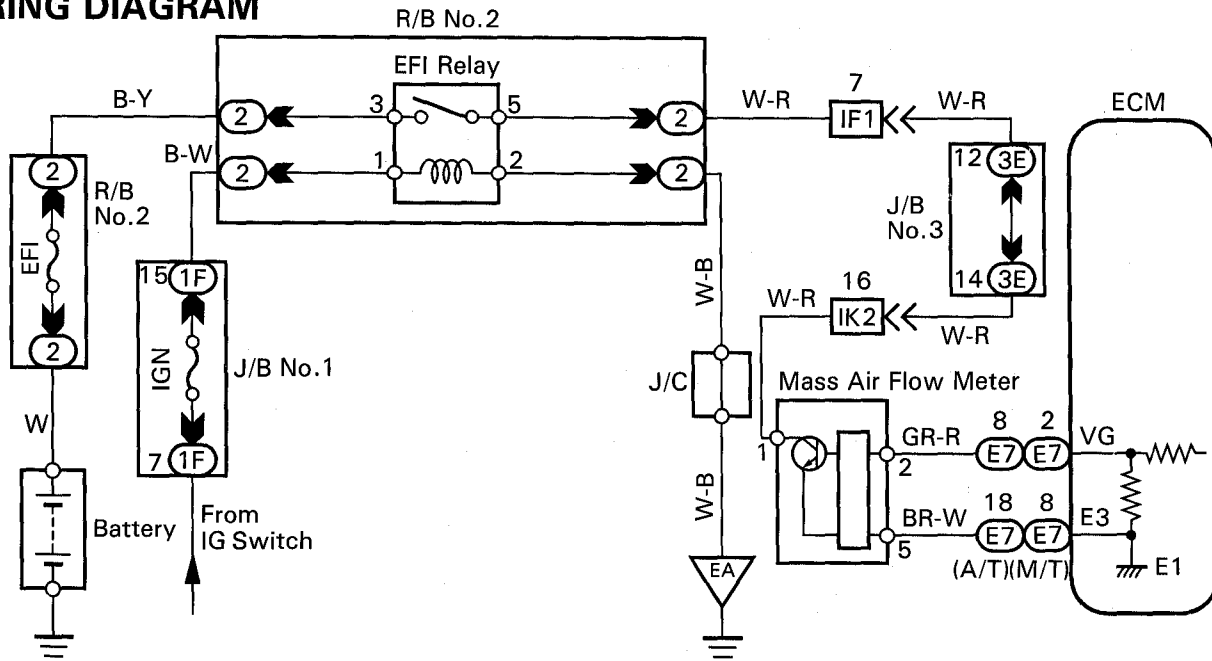 RING DIAGRAM
R/B No.2
EFI Relay
7
B-Y
3
5
W-R
W-R
ECM
2
2
IF1
B-W
1
2
12
3E
2
2
2
R/B
No.2
J/B
No.3
EFI
15
1F
14
3E
W-B
16
W-R
IK2
W-R
2
IGN
J/B No.1
J/C
Mass Air Flow Meter
W
7
1F
1
GR-R
8
2
VG
E7
E7
2
W-B
Battery
From
IG Switch
BR-W
18
8
E3
E7
E7
5
EA
(A/T)(M/T)
E1